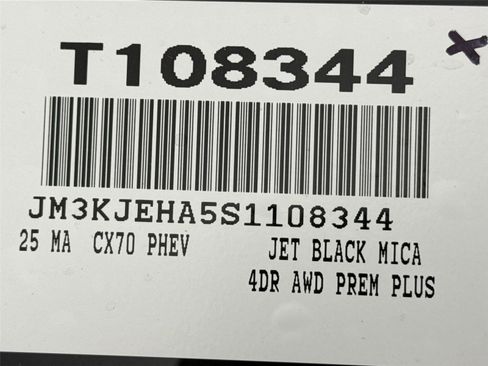 T108344
JM3KJEHA5S1108344
25 MA CX70 PHEV JET BLACK MICA
4DR AWD PREM PLUS